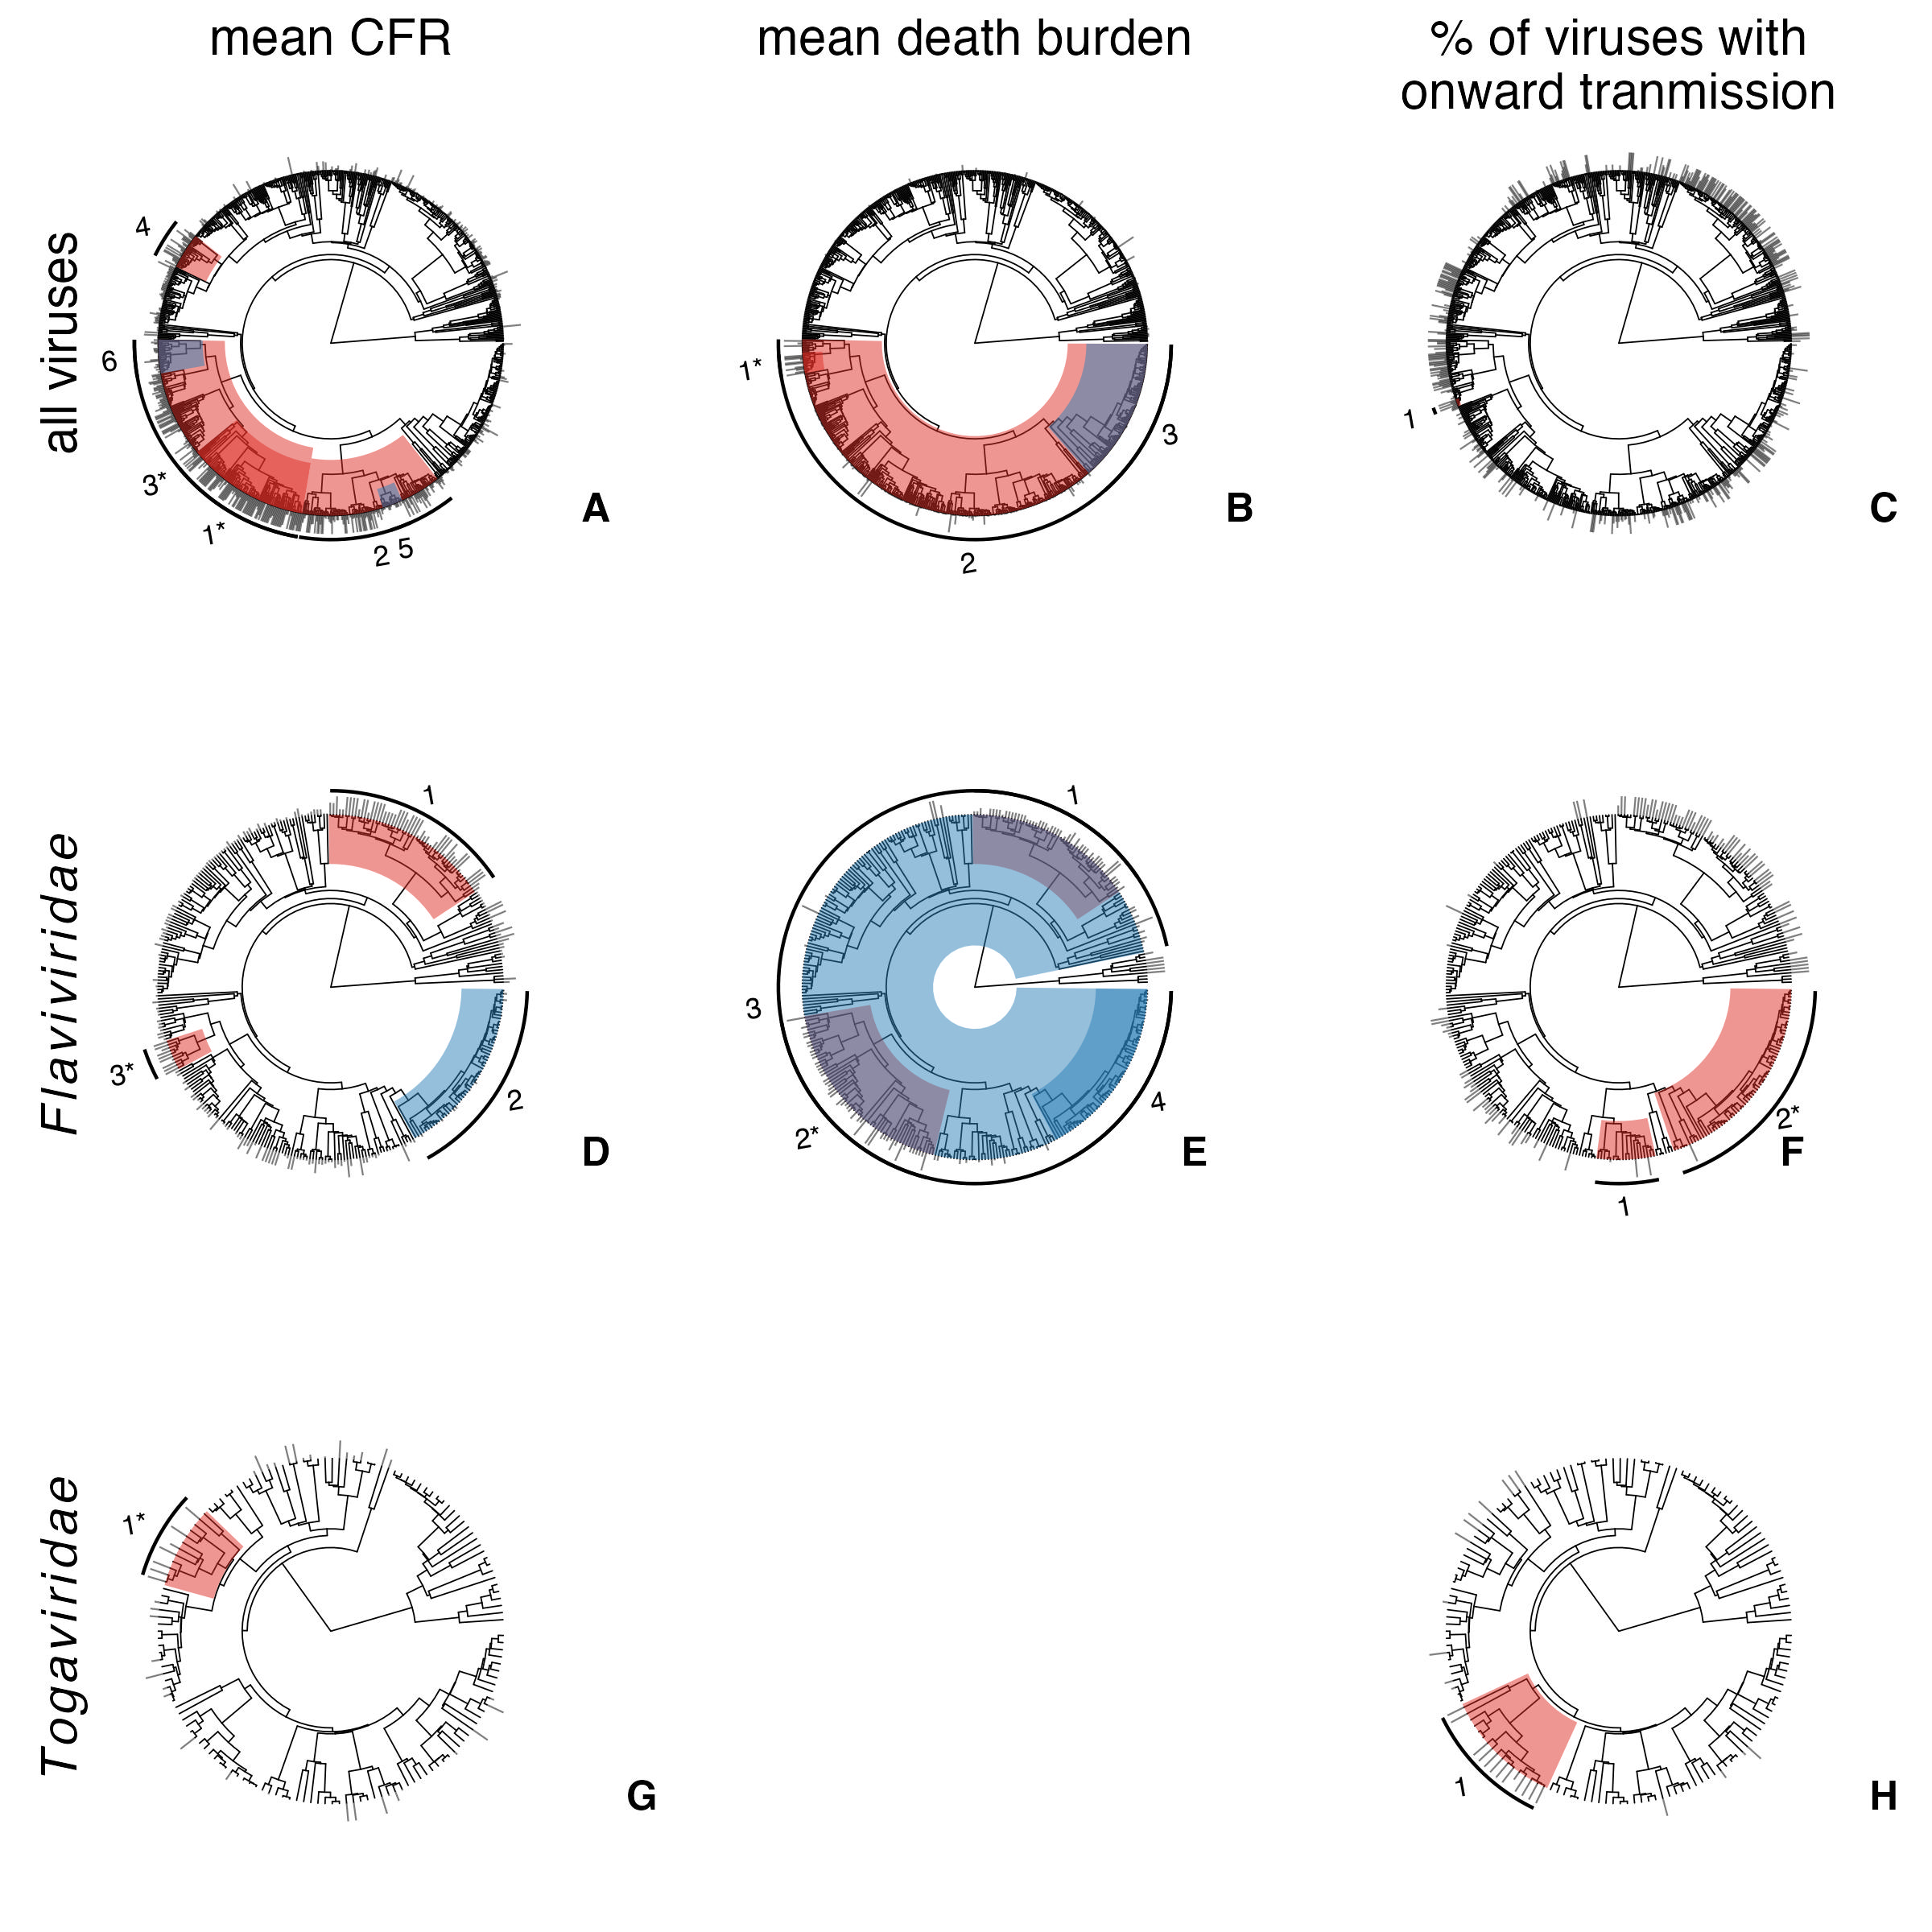 mean CFR
mean death burden
% of viruses with
onward tranmission
all viruses
4
6
3*
1*
2 5
A
1*
2
3
B
1
C
Flaviviridae
1
2
3*
D
1
3
2*
4
E
2*
1
F
Togaviridae
1*
G
1
H